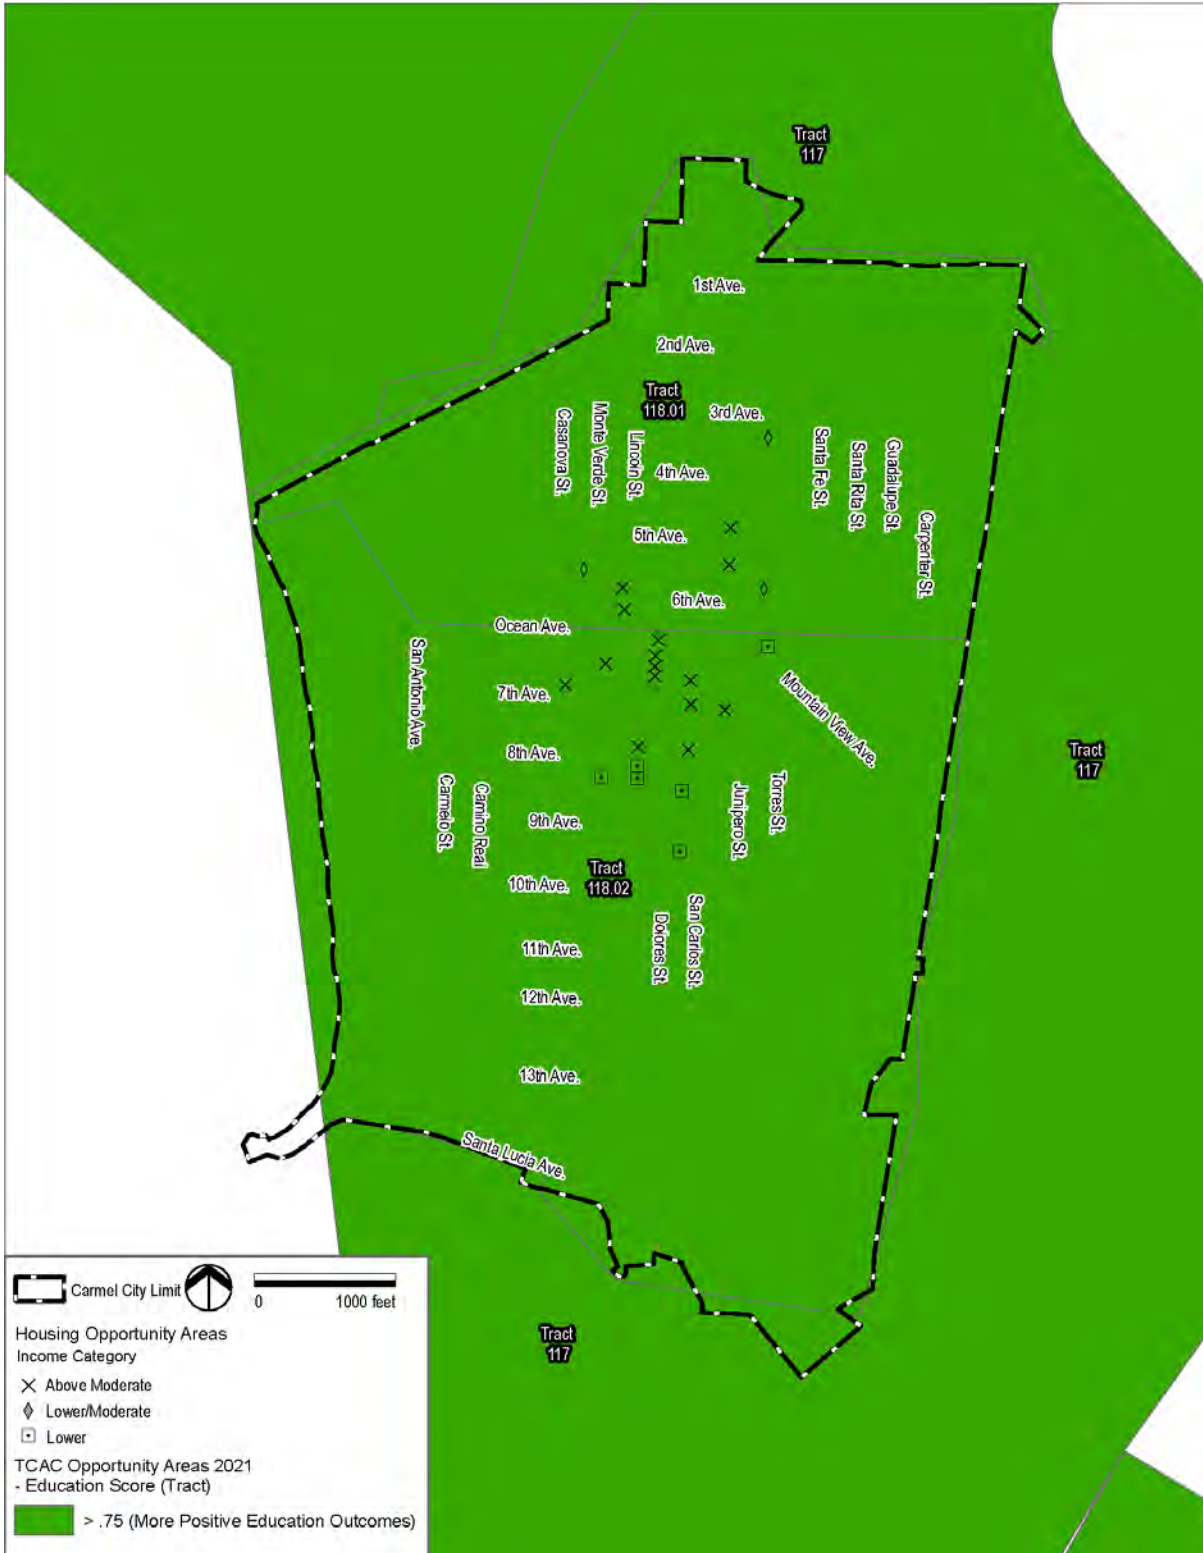 Tract
117
1st Ave.
2nd Ave.
Tract
118.01
3rd Ave.
Casanova St.
Monte Verde St.
Lincoln St.
4th Ave.
Santa Fe St.
Santa Rita St.
Guadalupe St.
Carpenter St.
5th Ave.
6th Ave.
Ocean Ave.
San Antonio Ave.
7th Ave.
Mountain View Ave.
8th Ave.
Tract
117
Carmelo St.
Camino Real
Junipero St.
Torres St.
9th Ave.
Tract
118.02
10th Ave.
Dolores St.
San Carlos St.
11th Ave.
12th Ave.
13th Ave.
Santa Lucia Ave.
Tract
117
Carmel City Limit
0 1000 feet
Housing Opportunity Areas
Income Category
Above Moderate
Lower/Moderate
Lower
TCAC Opportunity Areas 2021
- Education Score (Tract)
> .75 (More Positive Education Outcomes)